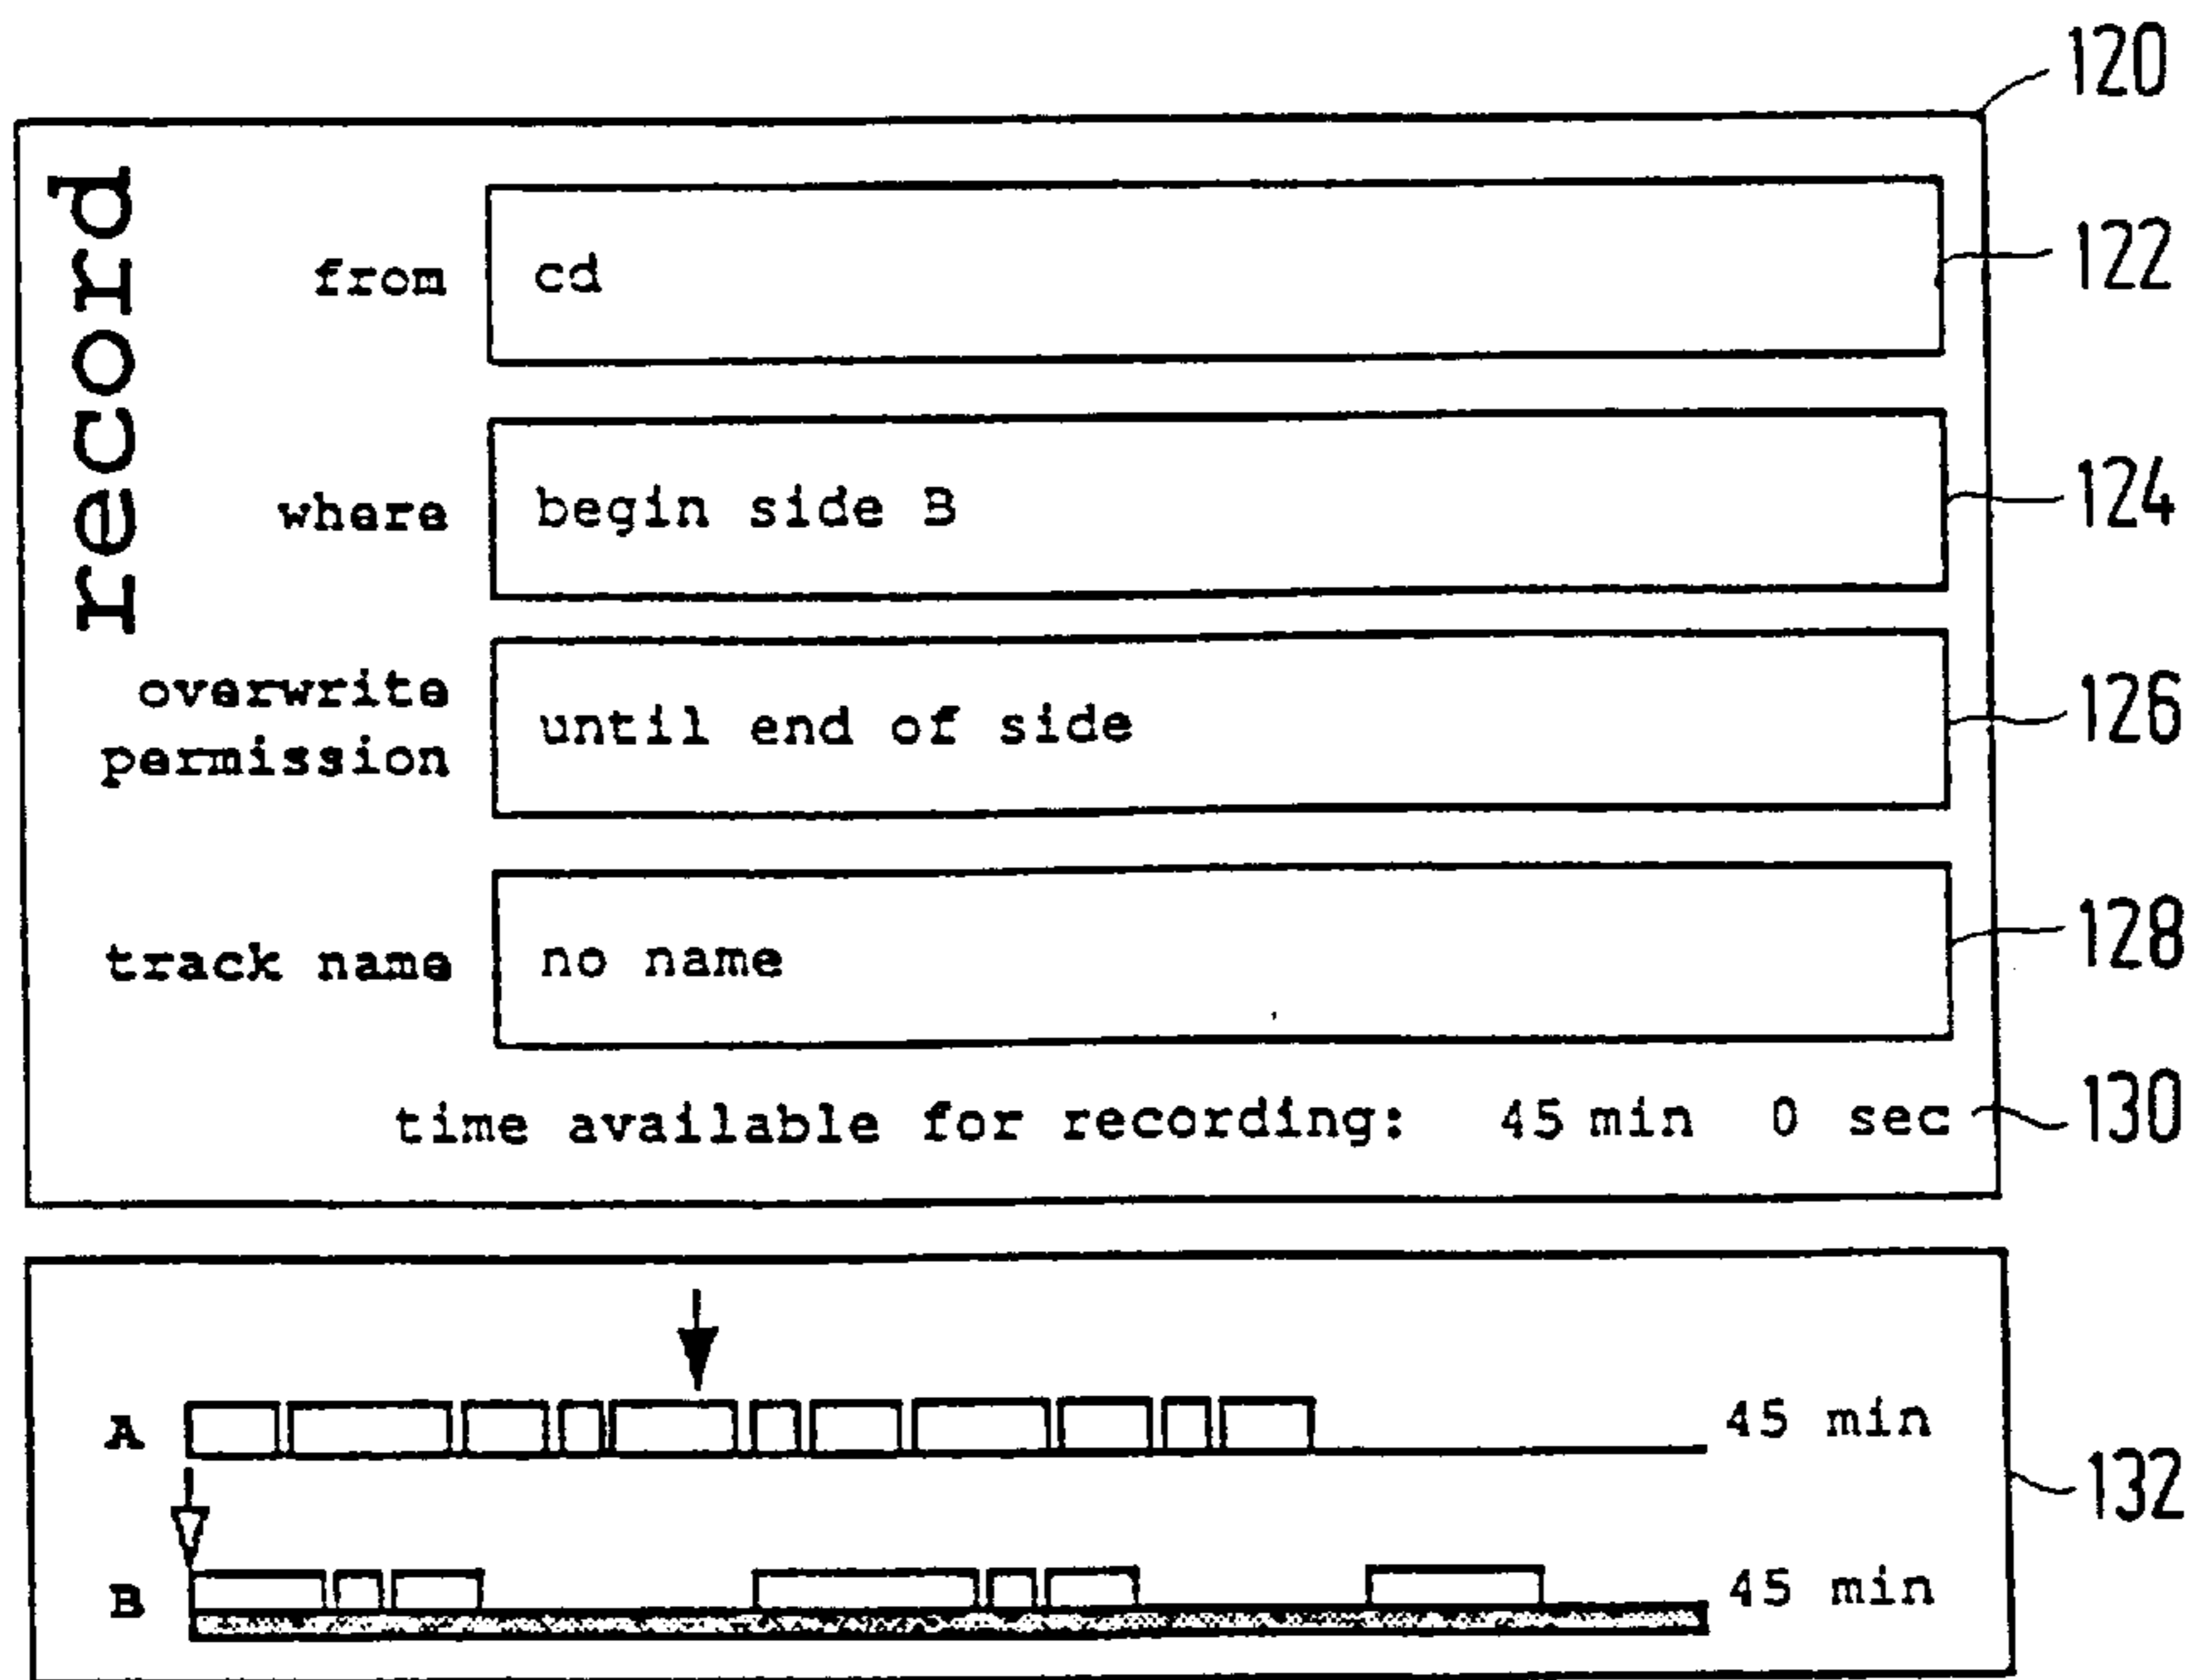 120
record
from cd 122
where begin side B 124
overwrite
permission
until end of side 126
track name no name 128
time available for recording: 45 min 0 sec 130
A 45 min
132
B 45 min